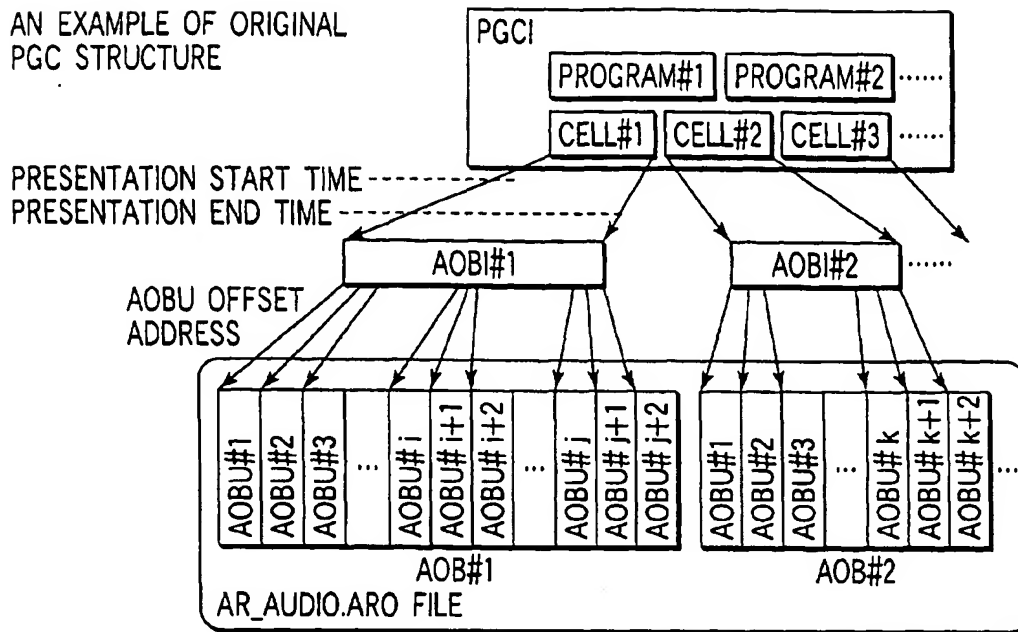 AN EXAMPLE OF ORIGINAL
PGC STRUCTURE
PGCI
PROGRAM#1 PROGRAM#2 ······
CELL#1 CELL#2 CELL#3 ······
PRESENTATION START TIME
PRESENTATION END TIME
AOBI#1 AOBI#2 ······
AOBU OFFSET
ADDRESS
AOBU#1
AOBU#2
AOBU#3
...
AOBU#i
AOBU#i+1
AOBU#i+2
...
AOBU#j
AOBU#j+1
AOBU#j+2
AOBU#1
AOBU#2
AOBU#3
...
AOBU#k
AOBU#k+1
AOBU#k+2
····
AOB#1 AOB#2
AR_AUDIO.ARO FILE